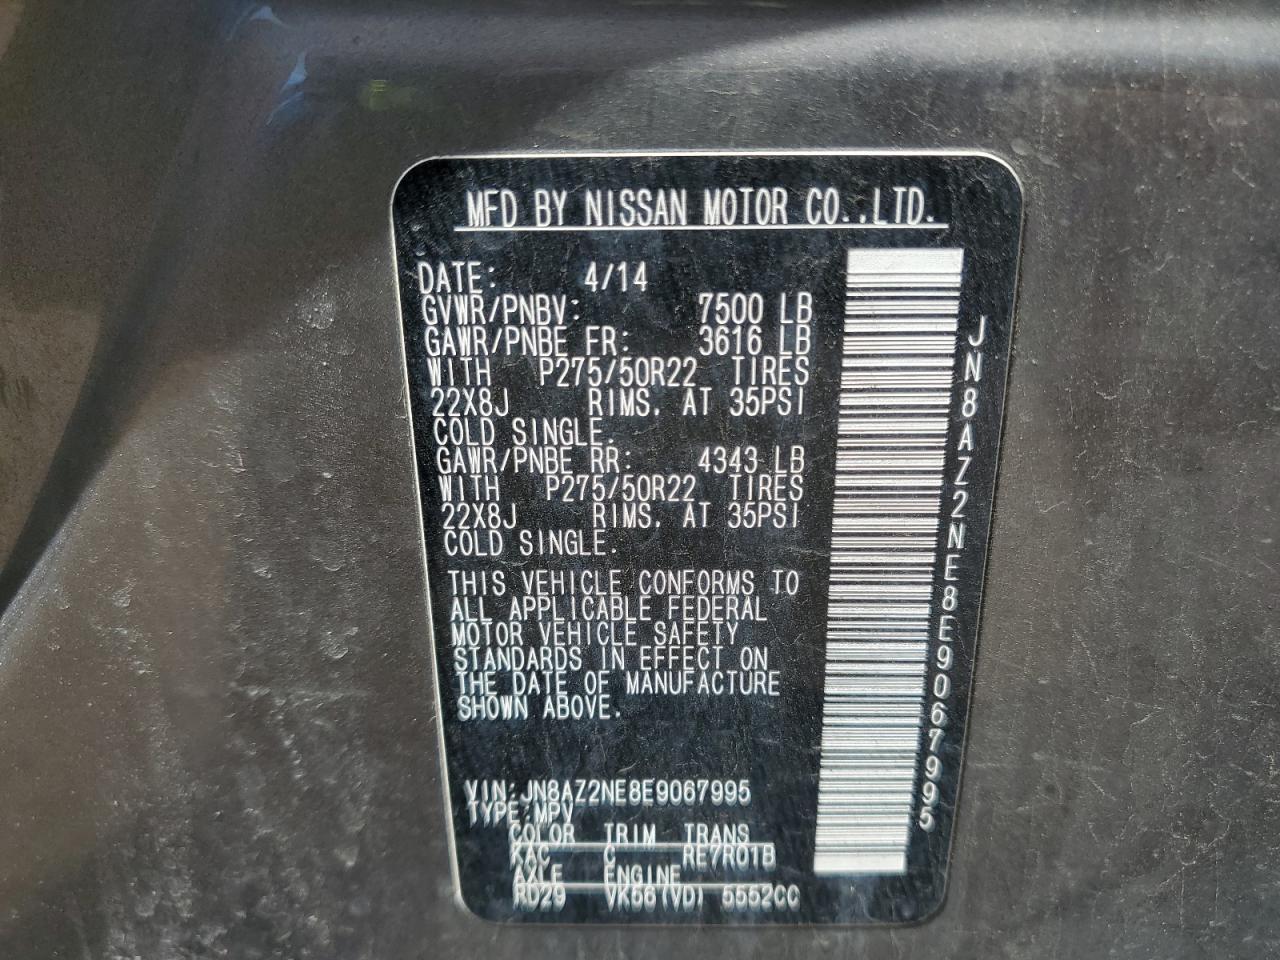 MFD BY NISSAN MOTOR CO.,LTD.
DATE: 4/14
GVWR/PNBV: 7500 LB
GAWR/PNBE FR: 3616 LB
WITH P275/50R22 TIRES
22X8J RIMS. AT 35PSI
COLD SINGLE.
GAWR/PNBE RR: 4343 LB
WITH P275/50R22 TIRES
22X8J RIMS. AT 35PSI
COLD SINGLE.
THIS VEHICLE CONFORMS TO
ALL APPLICABLE FEDERAL
MOTOR VEHICLE SAFETY
STANDARDS IN EFFECT ON
THE DATE OF MANUFACTURE
SHOWN ABOVE.
VIN:JN8AZ2NE8E9067995
TYPE:MPV
COLOR TRIM TRANS
KAC C RE7R01B
AXLE ENGINE
RD29 VK56(VD) 5552CC
JN8AZ2NE8E9067995